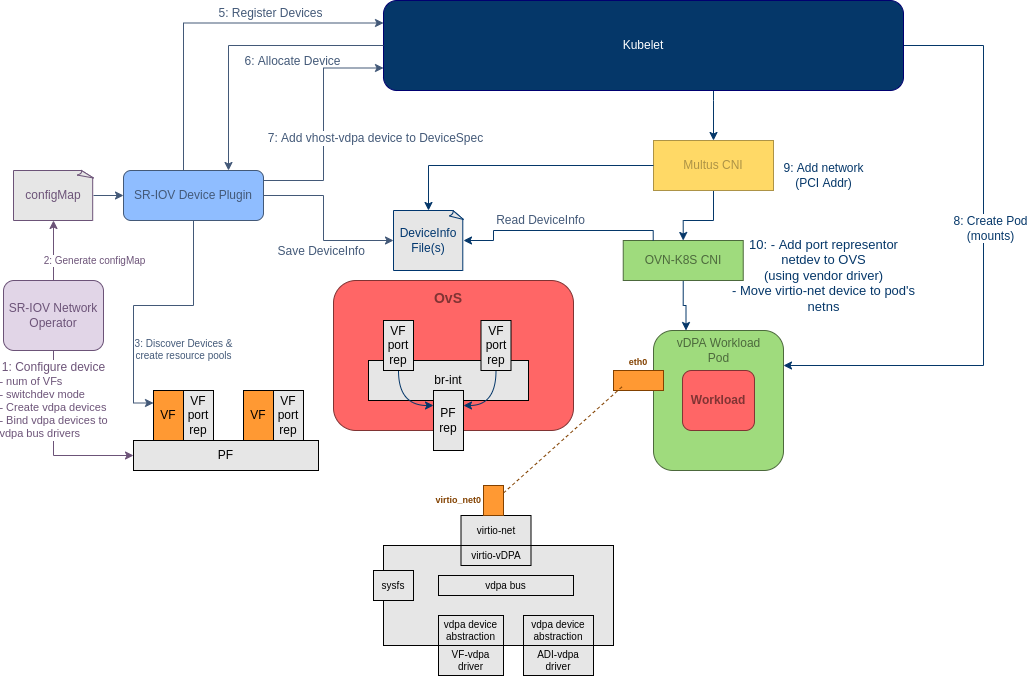 5: Register Devices
Kubelet
6: Allocate Device
7: Add vhost-vdpa device to DeviceSpec
Multus CNI
9: Add network
(PCI Addr)
configMap
SR-IOV Device Plugin
8: Create Pod
(mounts)
DeviceInfo
File(s)
Read DeviceInfo
Save DeviceInfo
OVN-K8S CNI
10: - Add port representor
netdev to OVS
(using vendor driver)
- Move virtio-net device to pod's
netns
2: Generate configMap
SR-IOV Network
Operator
OvS
VF
port
rep
VF
port
rep
br-int
PF
rep
3: Discover Devices &
create resource pools
vDPA Workload
Pod
eth0
Workload
1: Configure device
- num of VFs
- switchdev mode
- Create vdpa devices
- Bind vdpa devices to
vdpa bus drivers
VF
VF
port
rep
VF
VF
port
rep
PF
virtio_net0
virtio-net
virtio-vDPA
sysfs
vdpa bus
vdpa device
abstraction
vdpa device
abstraction
VF-vdpa
driver
ADI-vdpa
driver